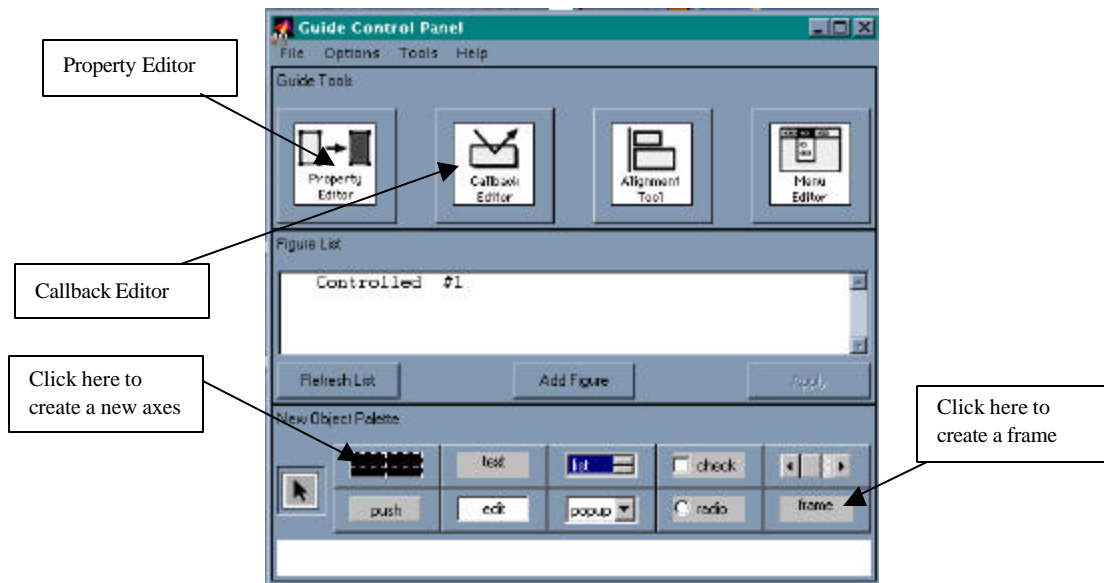 Guide Control Panel
File Options Tools Help
Property Editor
Guide Tools
Property
Editor
Callback
Editor
Alignment
Tool
Menu
Editor
Figure List
Callback Editor
Controlled #1
Refresh List
Add Figure
Apply
Click here to
create a new axes
New Object Palette
Click here to
create a frame
text
list
check
push
edit
popup
radio
frame